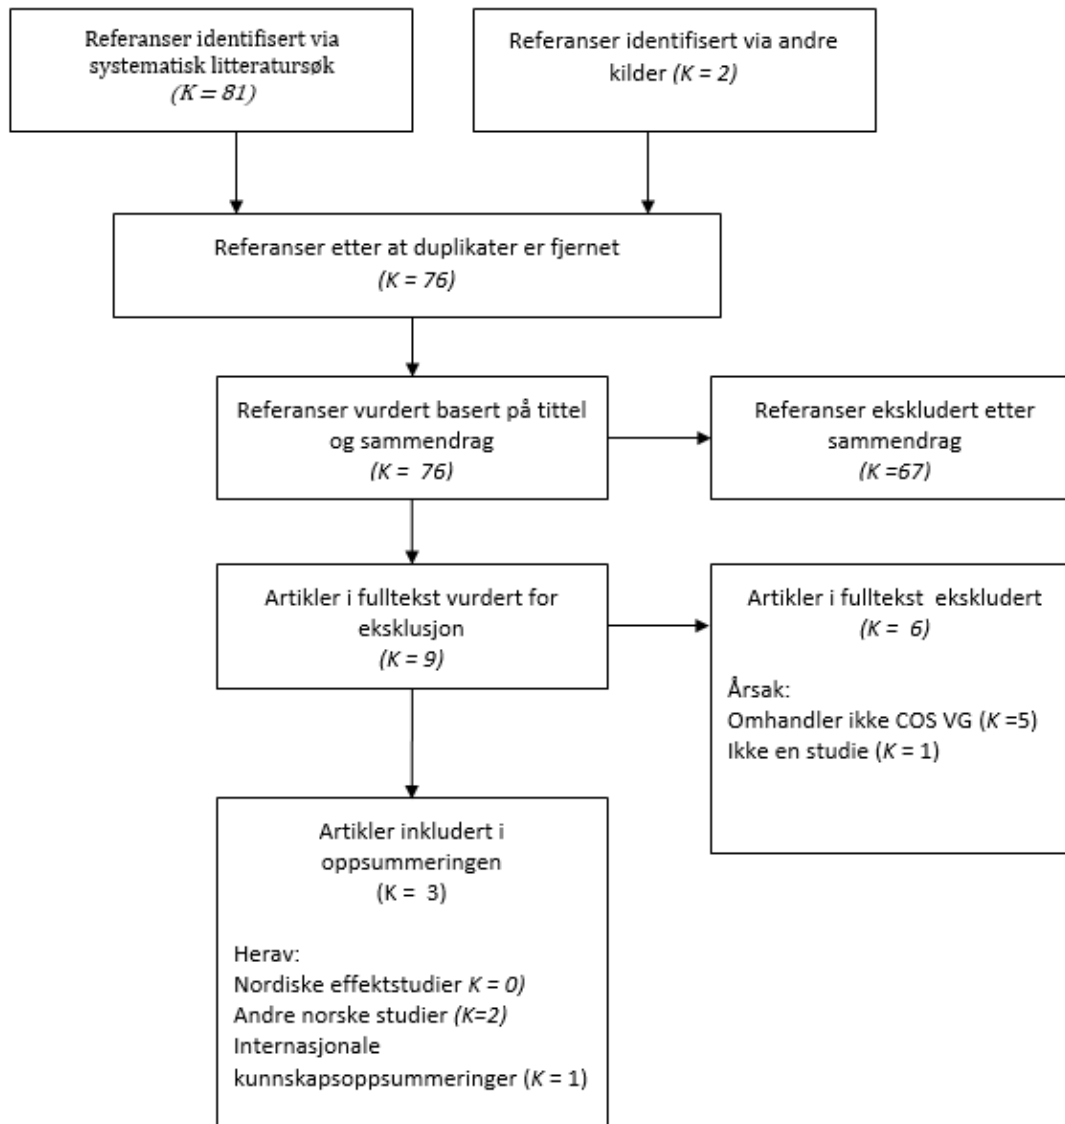 Referanser identifisert via
systematisk litteratursøk
(K = 81)
Referanser identifisert via andre
kilder (K = 2)
Referanser etter at duplikater er fjernet
(K = 76)
Referanser vurdert basert på tittel
og sammendrag
(K = 76)
Referanser ekskludert etter
sammendrag
(K =67)
Artikler i fulltekst vurdert for
eksklusjon
(K = 9)
Artikler i fulltekst ekskludert
(K = 6)
Årsak:
Omhandler ikke COS VG (K =5)
Ikke en studie (K = 1)
Artikler inkludert i
oppsummeringen
(K = 3)
Herav:
Nordiske effektstudier K = 0)
Andre norske studier (K=2)
Internasjonale
kunnskapsoppsummeringer (K = 1)